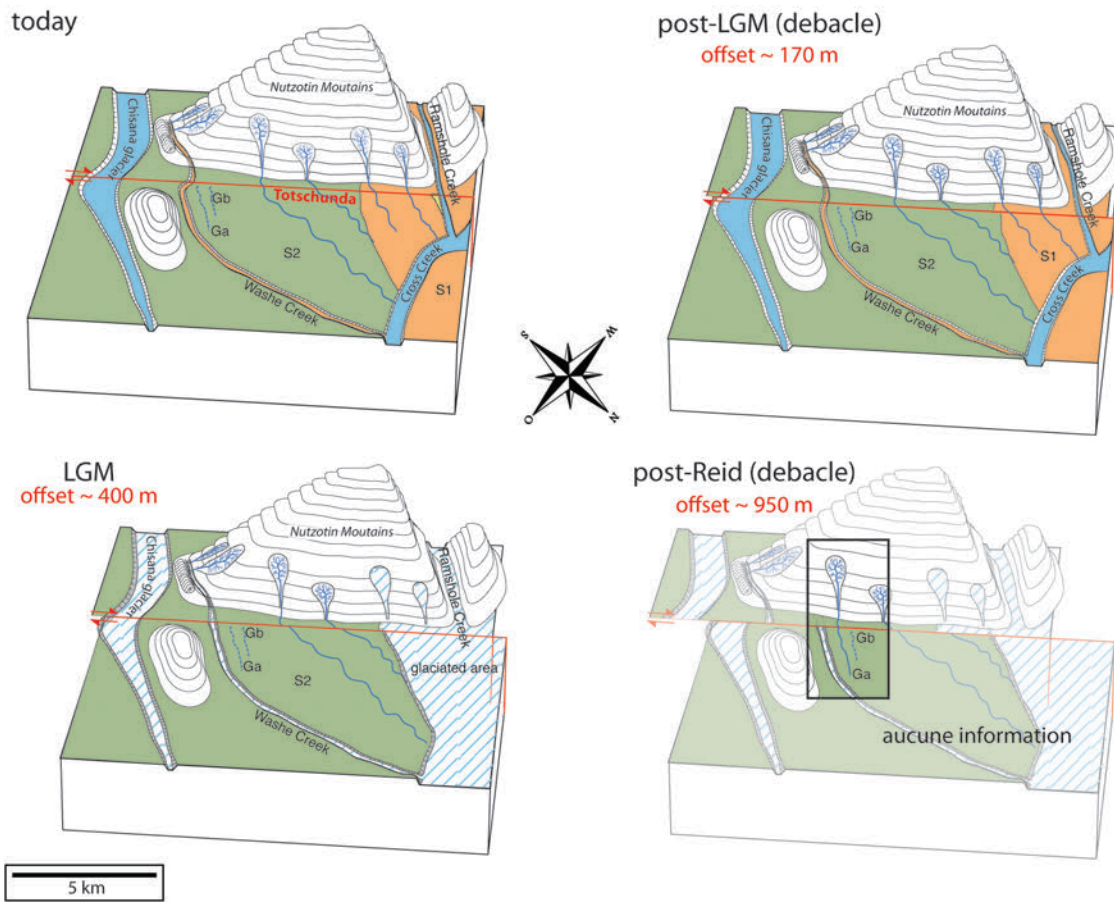 today
Nutzotin Moutains
Chisana glacier
Ramshole Creek
Totschunda
Gb
Ga
S2
Cross Creek
S1
Washe Creek
post-LGM (debacle)
offset ~ 170 m
Nutzotin Moutains
Chisana glaciet
Ramshole Creek
Gb
Ga
S2
S1
Cross Creek
Washe Creek
S
W
O
N
LGM
offset ~ 400 m
Nutzotin Moutains
Chisana glaciet
Ramshole Creek
Gb
Ga
S2
glaciated area
Washe Creek
post-Reid (debacle)
offset ~ 950 m
Gb
Ga
aucune information
5 km